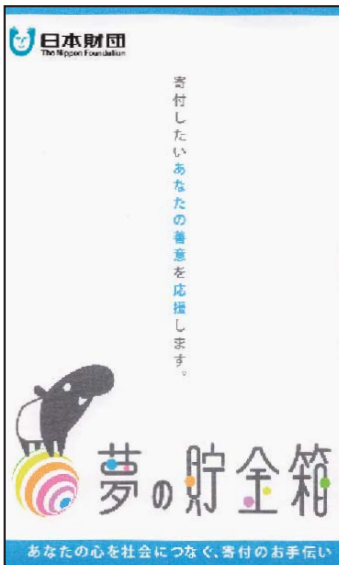 日本財団
The Nippon Foundation
寄付したいあなたの善意を応援します。
夢の貯金箱
あなたの心を社会につなぐ、寄付のお手伝い